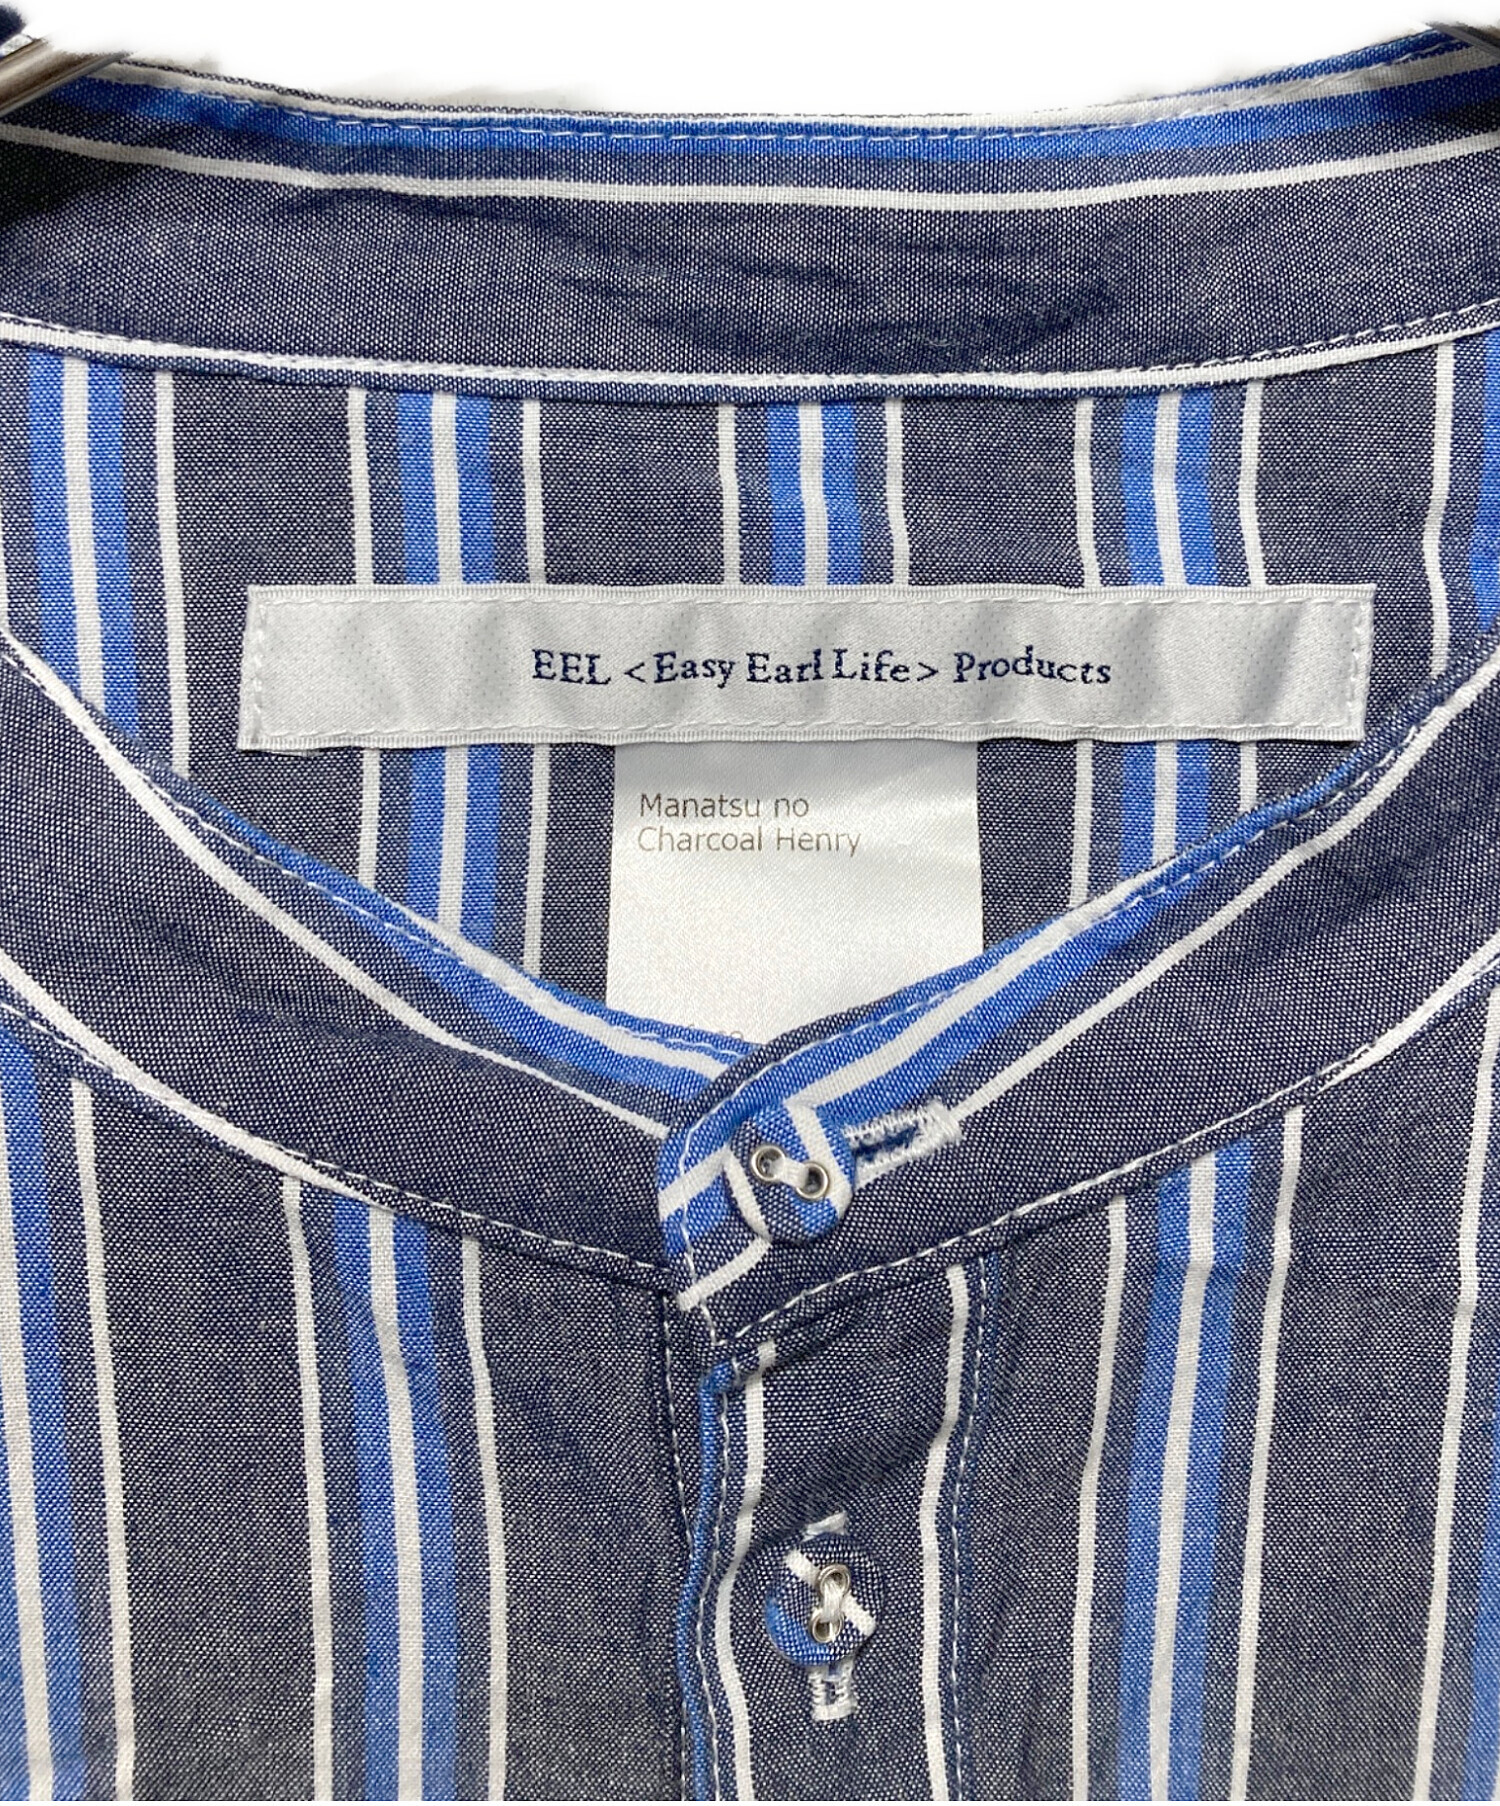 EEL <Easy Earl Life> Products
Manatsu no
Charcoal Henry